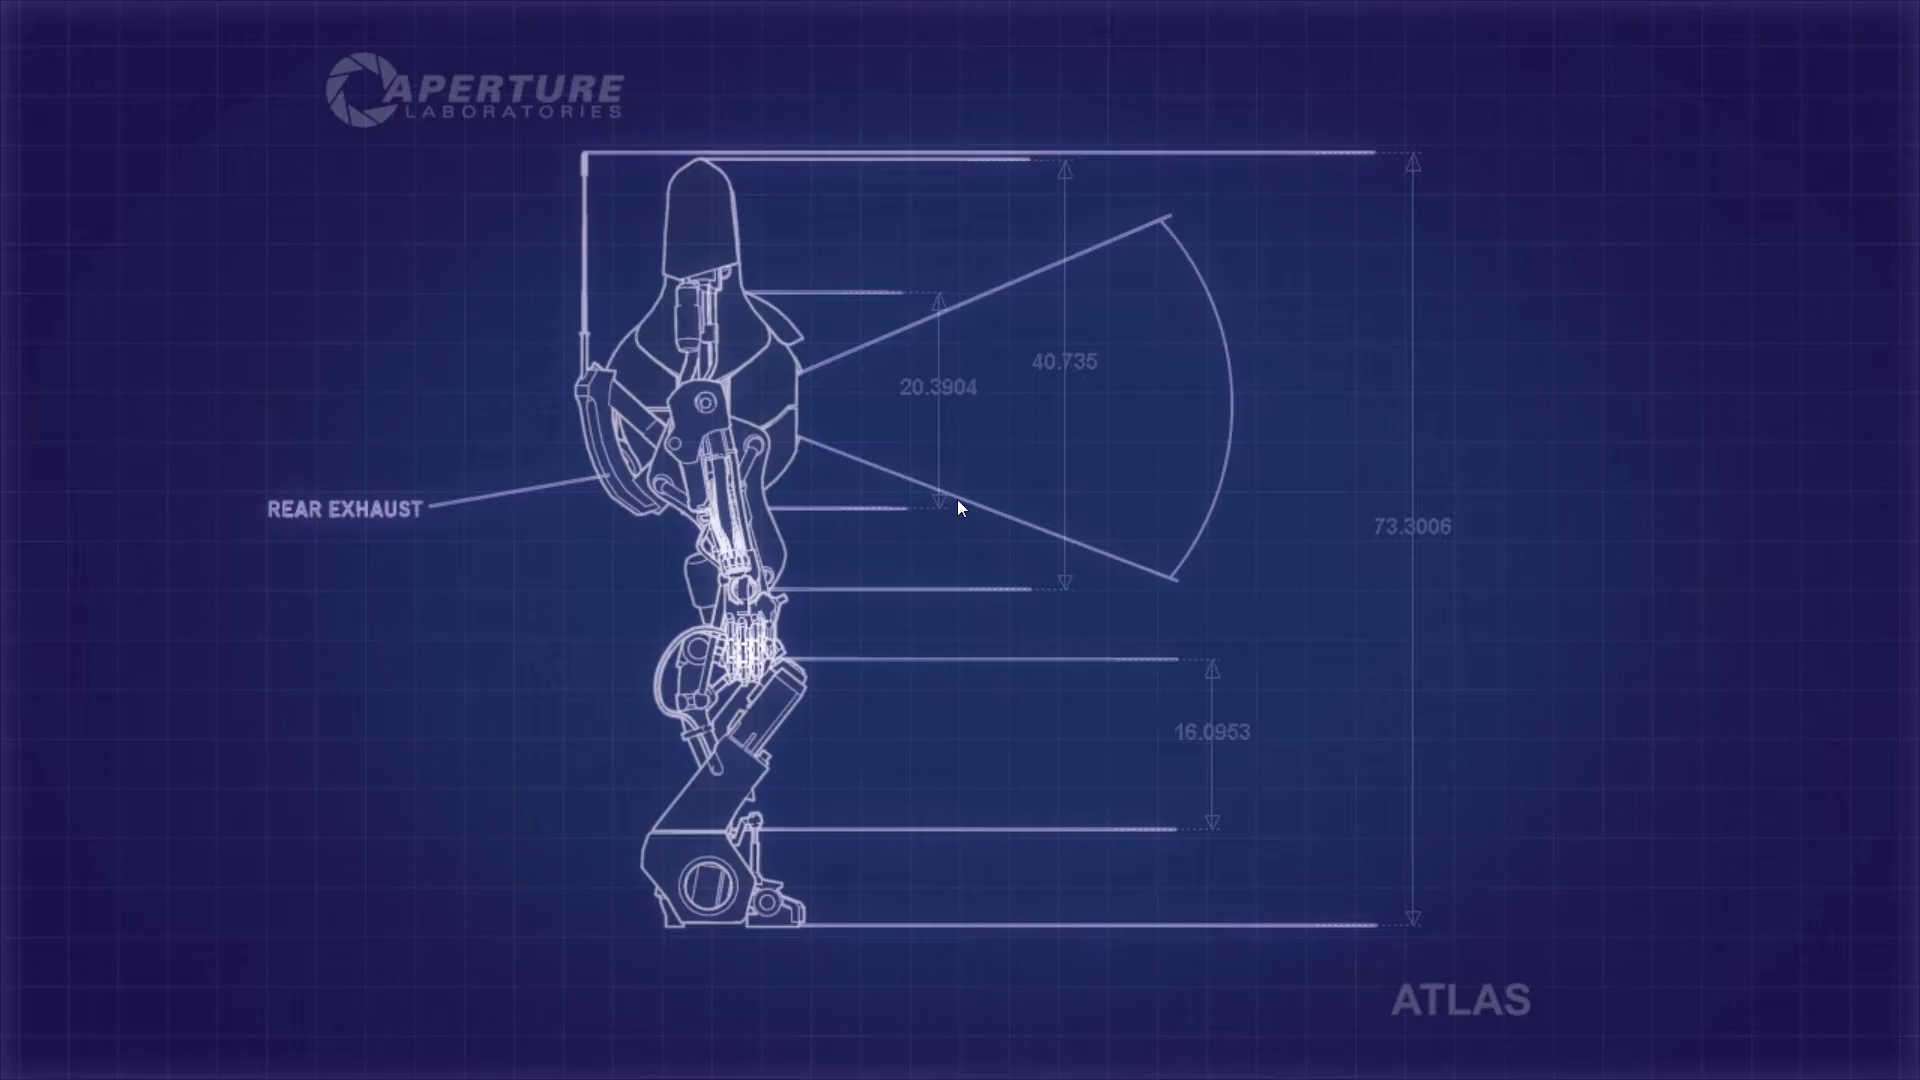 APERTURE
LABORATORIES
40.735
20.3904
REAR EXHAUST
73.3006
16.0953
ATLAS